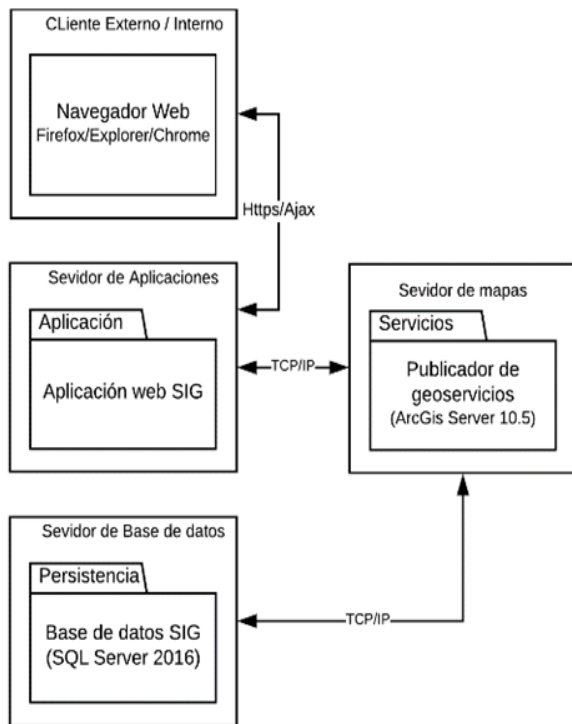 CLiente Externo / Interno
Navegador Web
Firefox/Explorer/Chrome
Https/Ajax
Sevidor de Aplicaciones
Aplicación
Aplicación web SIG
TCP/IP
Sevidor de mapas
Servicios
Publicador de
geoservicios
(ArcGis Server 10.5)
Sevidor de Base de datos
Persistencia
Base de datos SIG
(SQL Server 2016)
TCP/IP